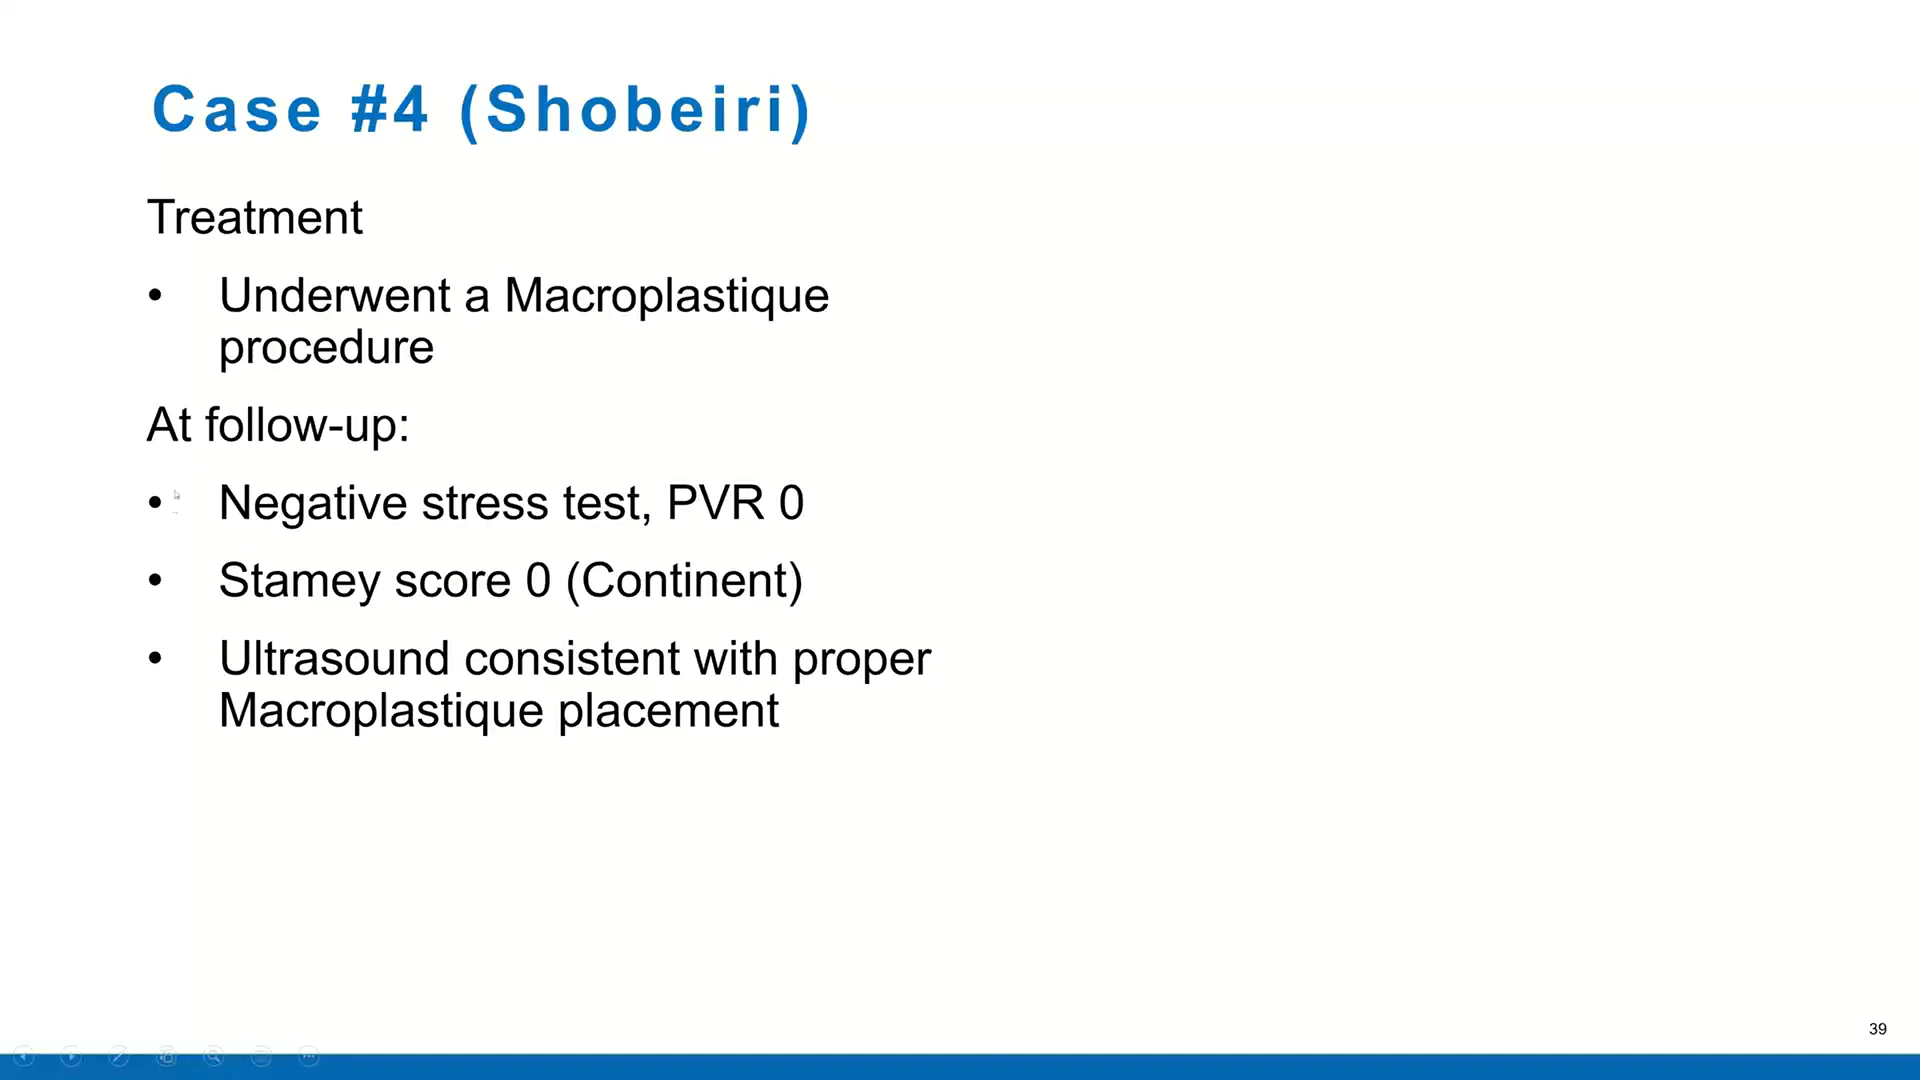 Case #4 (Shobeiri)
Treatment
• Underwent a Macroplastique
procedure
At follow-up:
• Negative stress test, PVR 0
• Stamey score 0 (Continent)
• Ultrasound consistent with proper
Macroplastique placement
39